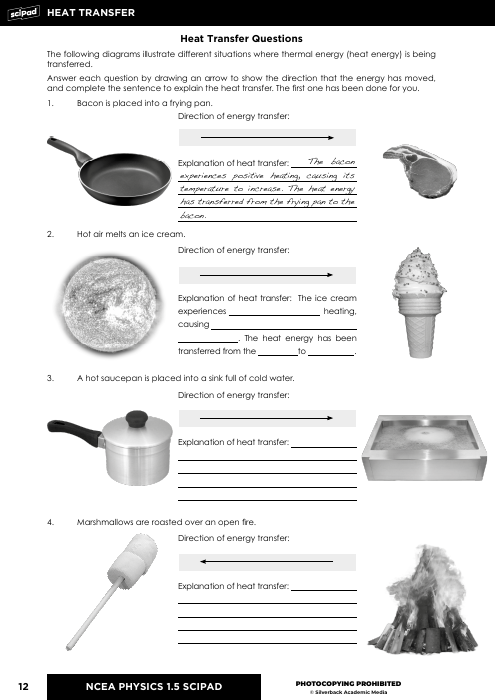 scipad HEAT TRANSFER
Heat Transfer Questions
The following diagrams illustrate different situations where thermal energy (heat energy) is being
transferred.
Answer each question by drawing an arrow to show the direction that the energy has moved,
and complete the sentence to explain the heat transfer. The first one has been done for you.
1. Bacon is placed into a frying pan.
Direction of energy transfer:
Explanation of heat transfer: The bacon
experiences positive heating, causing its
temperature to increase. The heat energy
has transferred from the frying pan to the
bacon.
2. Hot air melts an ice cream.
Direction of energy transfer:
Explanation of heat transfer: The ice cream
experiences ____ heating,
causing ____
____. The heat energy has been
transferred from the ____ to ____.
3. A hot saucepan is placed into a sink full of cold water.
Direction of energy transfer:
Explanation of heat transfer: ____
4. Marshmallows are roasted over an open fire.
Direction of energy transfer:
Explanation of heat transfer: ____
12 NCEA PHYSICS 1.5 SCIPAD PHOTOCOPYING PROHIBITED
© Silverback Academic Media